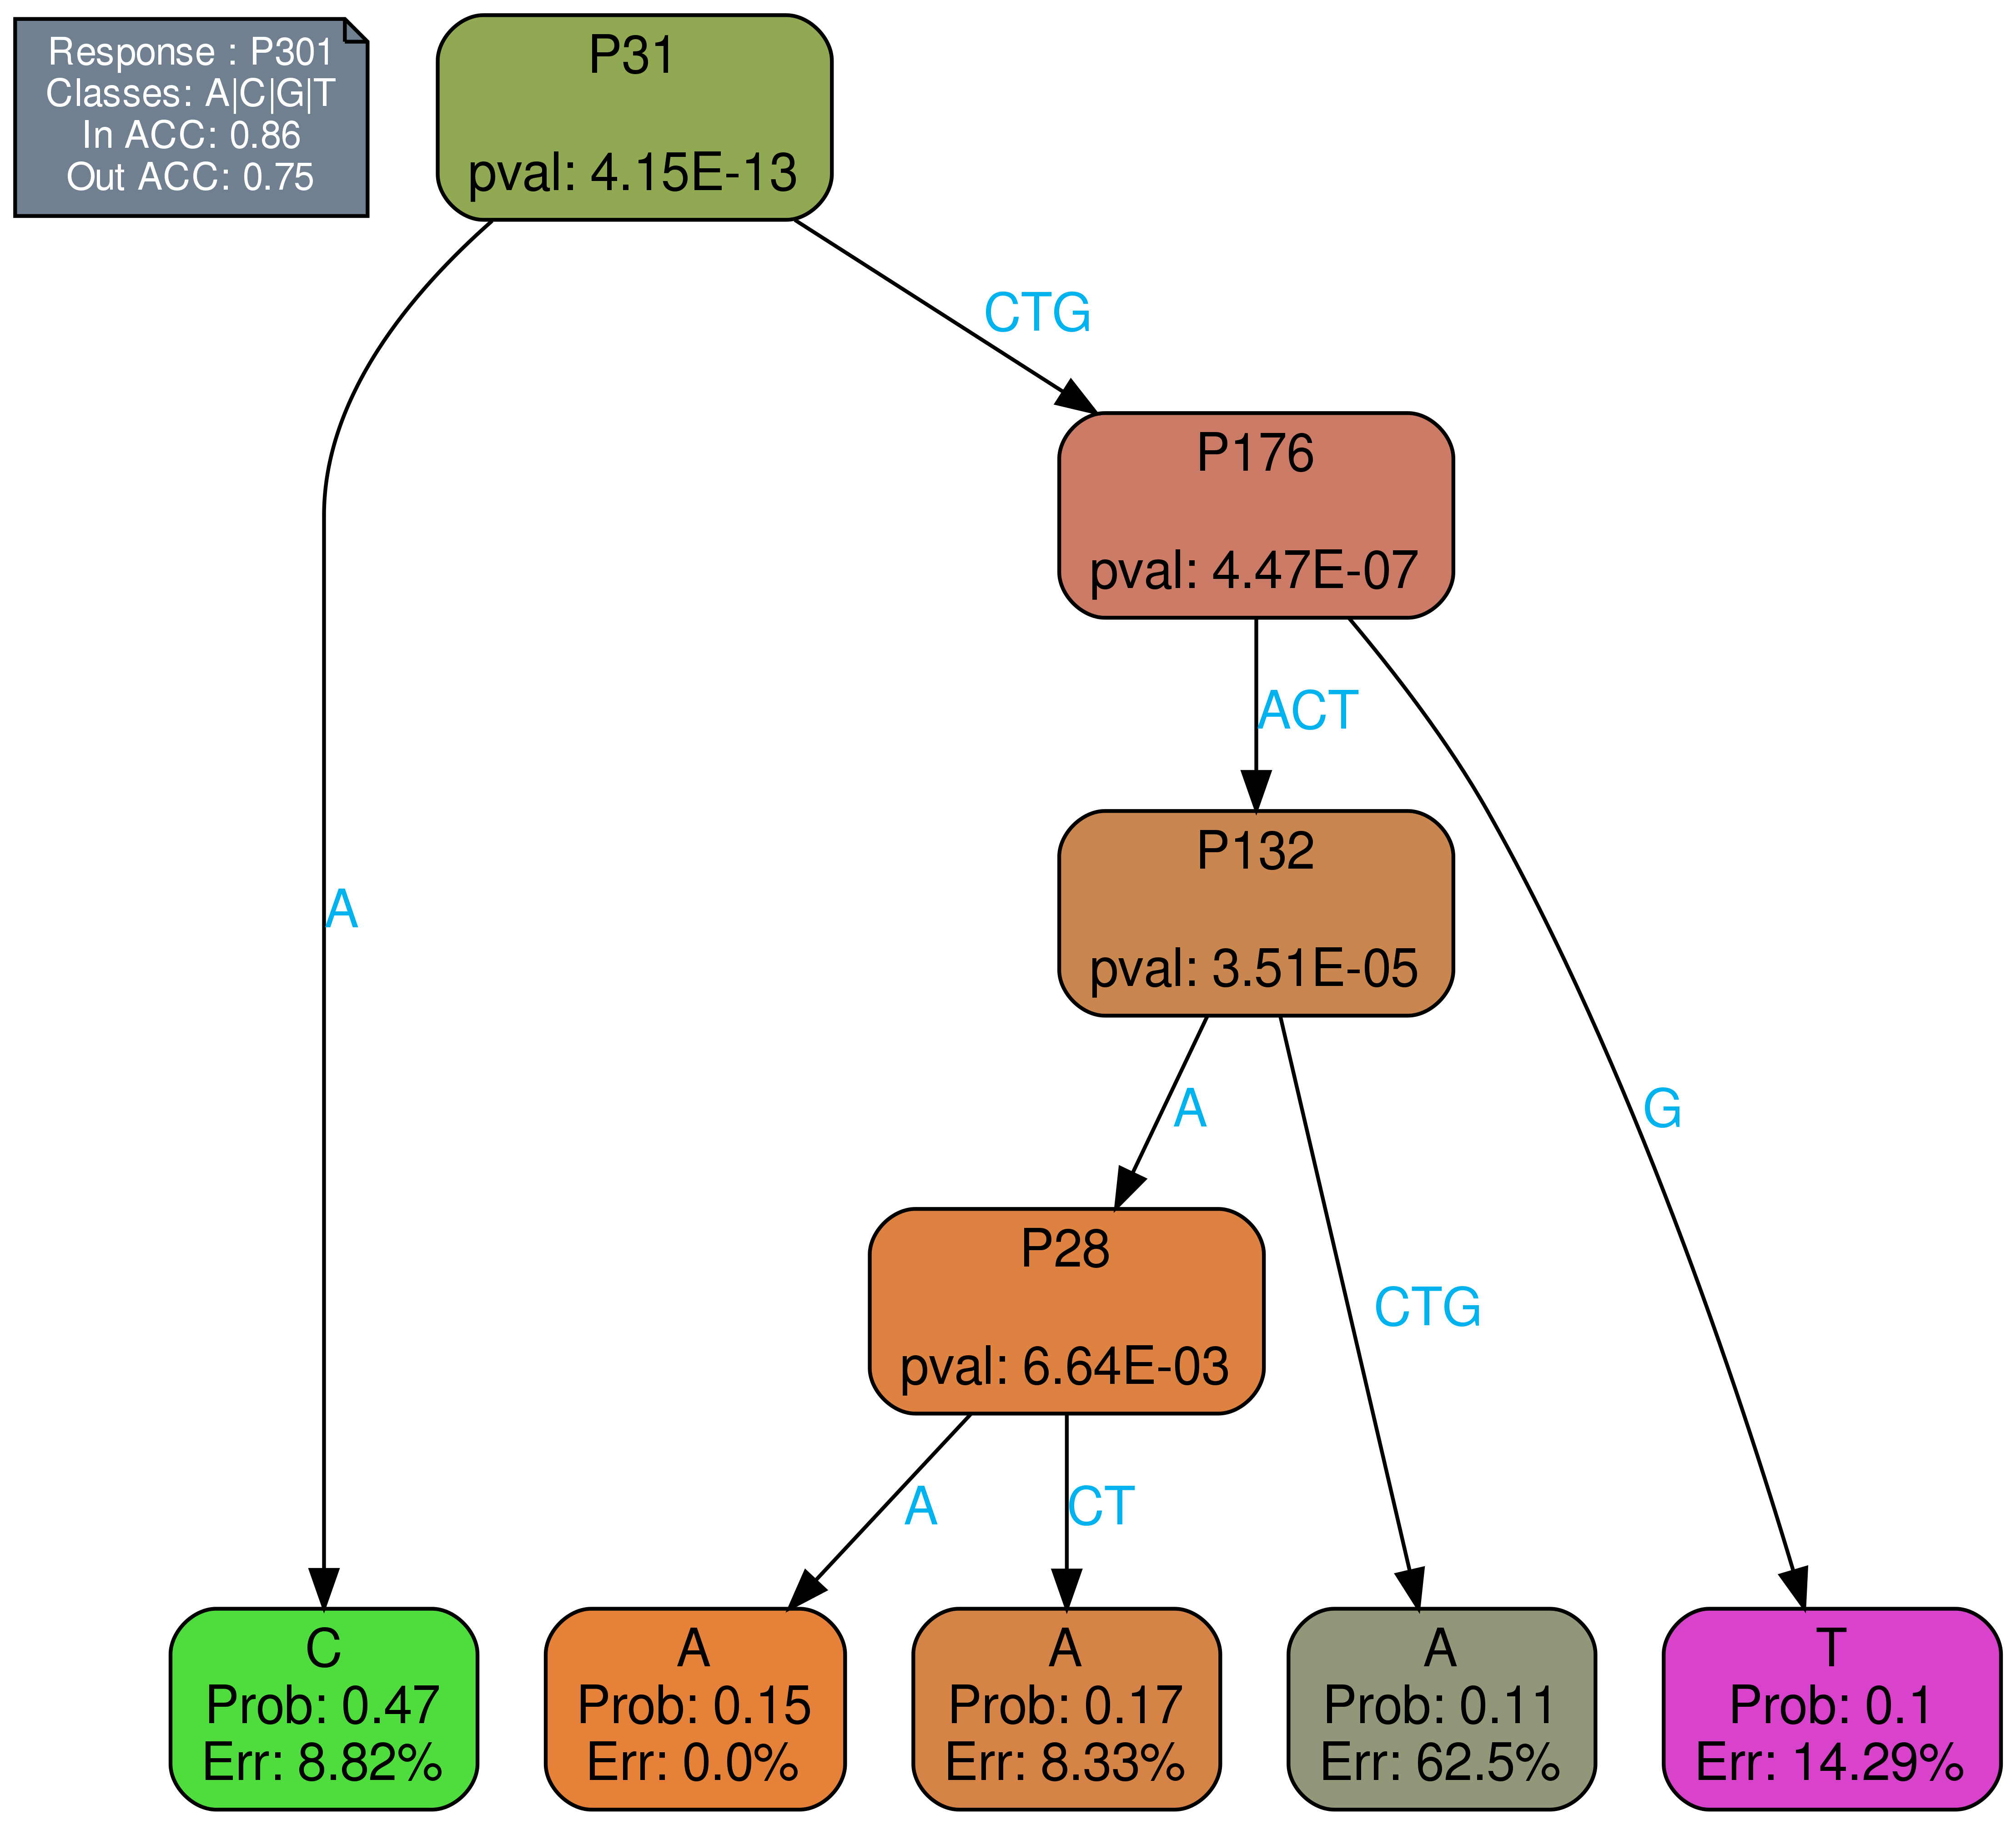 Response : P301
Classes: A|C|G|T
In ACC: 0.86
Out ACC: 0.75
P31
pval: 4.15E-13
CTG
P176
pval: 4.47E-07
ACT
A
P132
pval: 3.51E-05
A
G
P28
pval: 6.64E-03
CTG
A
CT
C
Prob: 0.47
Err: 8.82%
A
Prob: 0.15
Err: 0.0%
A
Prob: 0.17
Err: 8.33%
A
Prob: 0.11
Err: 62.5%
T
Prob: 0.1
Err: 14.29%